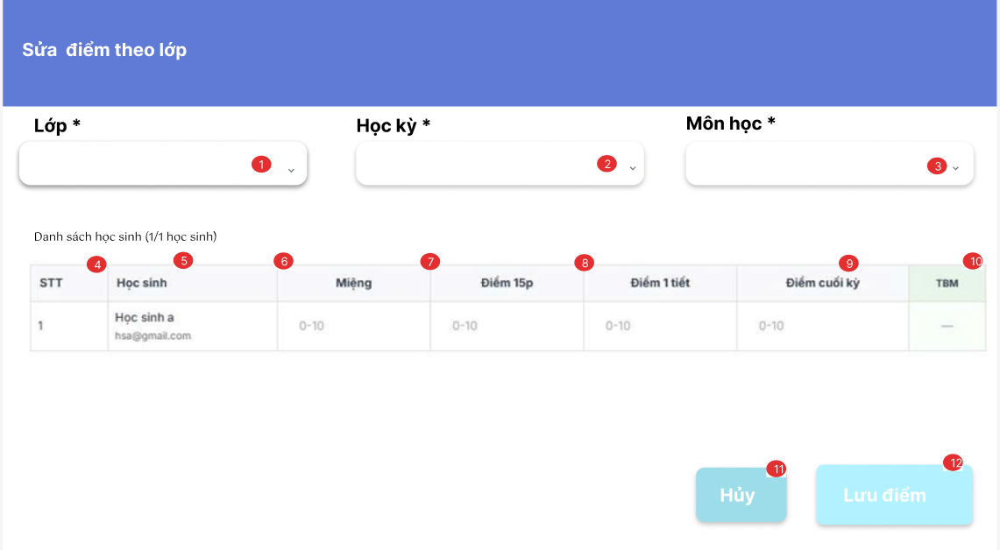 Sửa điểm theo lớp
Lớp * Học kỳ * Môn học *
1 2 3
Danh sách học sinh (1/1 học sinh)
4 5 6 7 8 9 10
STT Học sinh Miệng Điểm 15p Điểm 1 tiết Điểm cuối kỳ TBM
1 Học sinh a 0-10 0-10 0-10 0-10 —
hsa@gmail.com
11 12
Hủy Lưu điểm